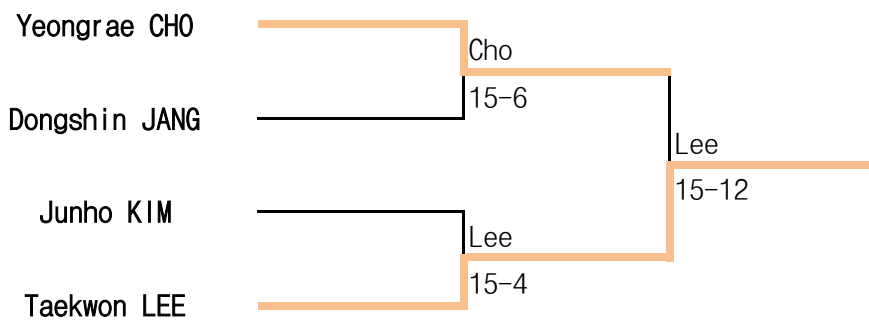 Yeongrae CHO
Cho
15-6
Dongshin JANG
Lee
15-12
Junho KIM
Lee
15-4
Taekwon LEE